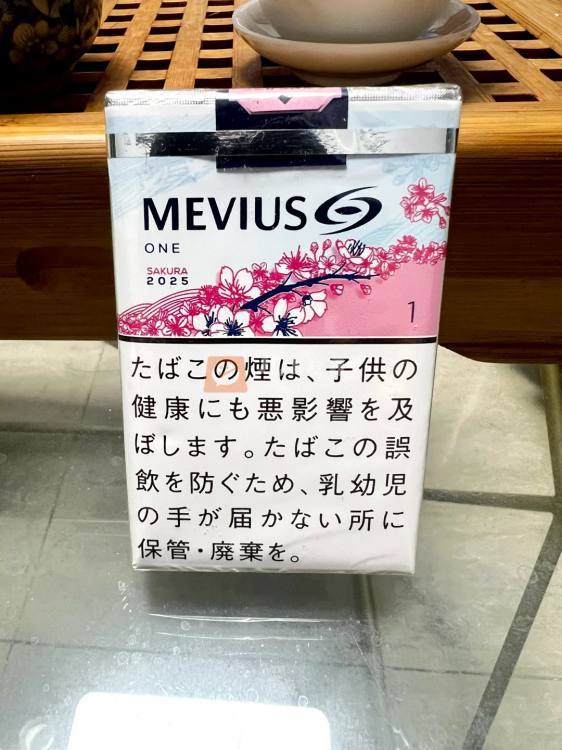 MEVIUS
ONE
SAKURA
2025
1
たばこの煙は、子供の
健康にも悪影響を及
ぼします。たばこの誤
飲を防ぐため、乳幼児
の手が届かない所に
保管・廃棄を。